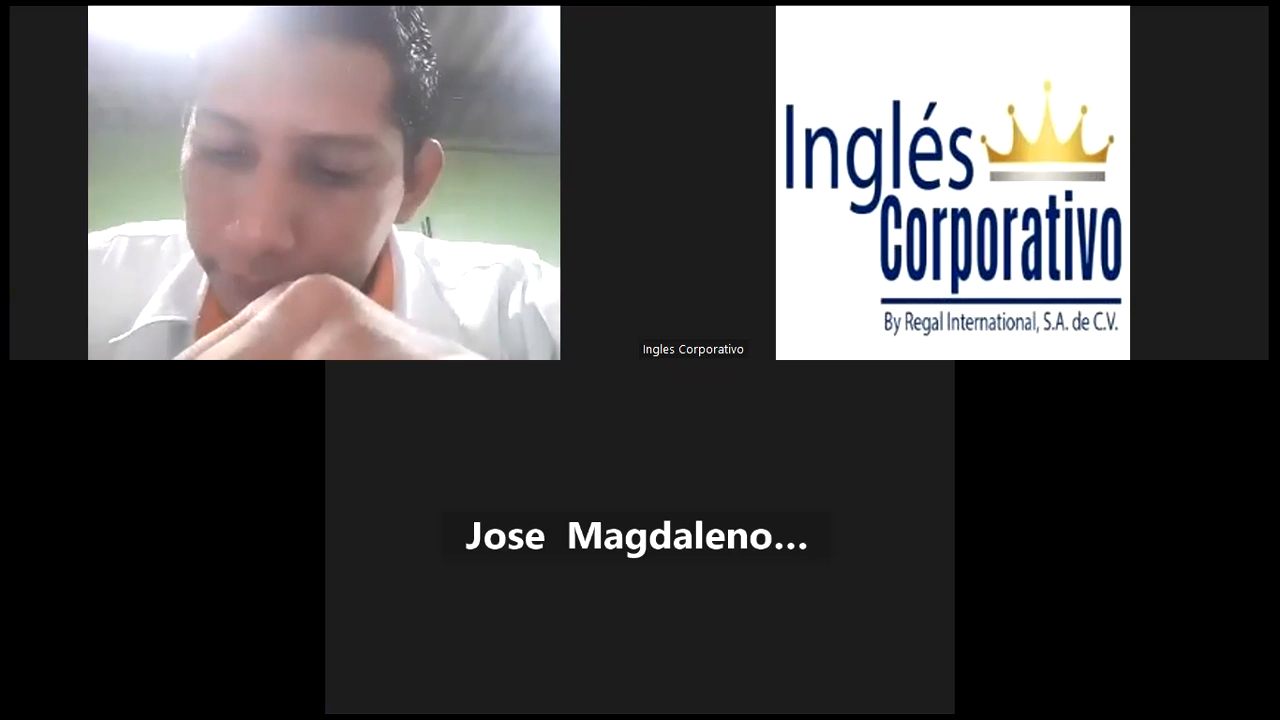 Inglés
Corporativo
By Regal International, S.A. de C.V.
Ingles Corporativo
Jose Magdaleno...